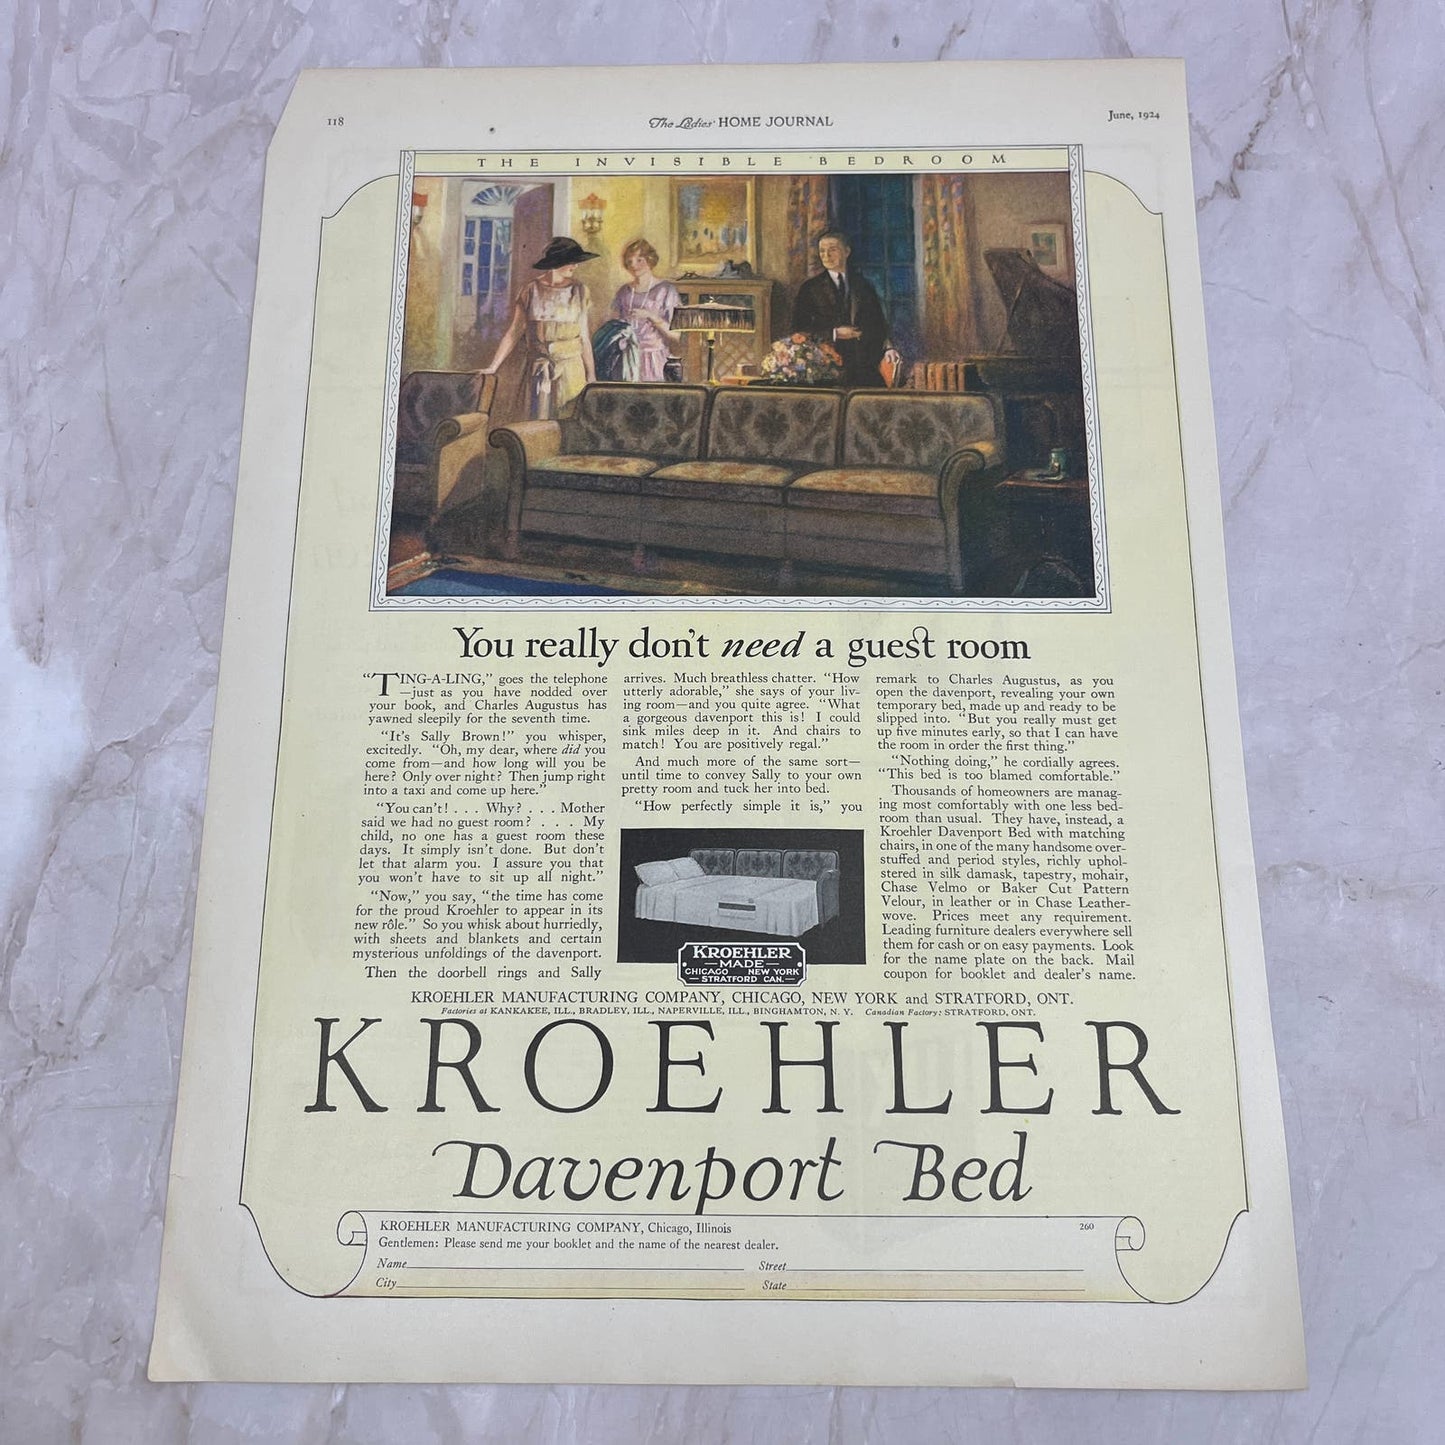 118
The Ladies' HOME JOURNAL
June, 1924
THE INVISIBLE BEDROOM
You really don't need a guest room
"TING-A-LING," goes the telephone
—just as you have nodded over
your book, and Charles Augustus has
yawned sleepily for the seventh time.
"It's Sally Brown!" you whisper,
excitedly. "Oh, my dear, where did you
come from—and how long will you be
here? Only over night? Then jump right
into a taxi and come up here."
"You can't! . . . Why? . . . Mother
said we had no guest room? . . . My
child, no one has a guest room these
days. It simply isn't done. But don't
let that alarm you. I assure you that
you won't have to sit up all night."
"Now," you say, "the time has come
for the proud Kroehler to appear in its
new rôle." So you whisk about hurriedly,
with sheets and blankets and certain
mysterious unfoldings of the davenport.
Then the doorbell rings and Sally
arrives. Much breathless chatter. "How
utterly adorable," she says of your liv-
ing room—and you quite agree. "What
a gorgeous davenport this is! I could
sink miles deep in it. And chairs to
match! You are positively regal."
And much more of the same sort—
until time to convey Sally to your own
pretty room and tuck her into bed.
"How perfectly simple it is," you
remark to Charles Augustus, as you
open the davenport, revealing your own
temporary bed, made up and ready to be
slipped into. "But you really must get
up five minutes early, so that I can have
the room in order the first thing."
"Nothing doing," he cordially agrees.
"This bed is too blamed comfortable."
Thousands of homeowners are manag-
ing most comfortably with one less bed-
room than usual. They have, instead, a
Kroehler Davenport Bed with matching
chairs, in one of the many handsome over-
stuffed and period styles, richly uphol-
stered in silk damask, tapestry, mohair,
Chase Velmo or Baker Cut Pattern
Velour, in leather or in Chase Leather-
wove. Prices meet any requirement.
Leading furniture dealers everywhere sell
them for cash or on easy payments. Look
for the name plate on the back. Mail
coupon for booklet and dealer's name.
KROEHLER
—MADE—
CHICAGO NEW YORK
—STRATFORD CAN.—
KROEHLER MANUFACTURING COMPANY, CHICAGO, NEW YORK and STRATFORD, ONT.
Factories at KANKAKEE, ILL., BRADLEY, ILL., NAPERVILLE, ILL., BINGHAMTON, N. Y. Canadian Factory: STRATFORD, ONT.
KROEHLER
Davenport Bed
KROEHLER MANUFACTURING COMPANY, Chicago, Illinois
260
Gentlemen: Please send me your booklet and the name of the nearest dealer.
Name Street
City State